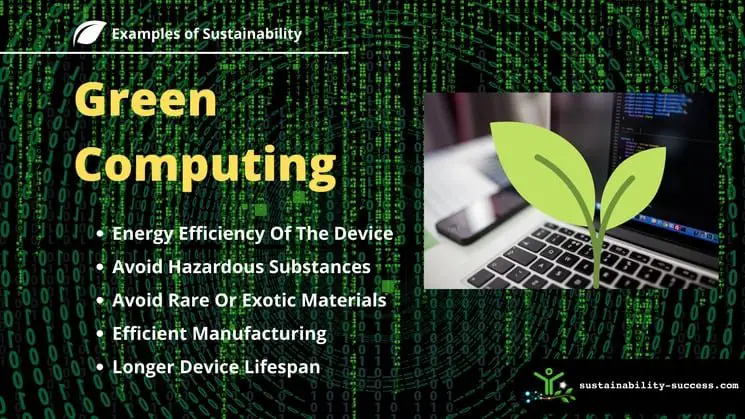 Examples of Sustainability
Green
Computing
• Energy Efficiency Of The Device
• Avoid Hazardous Substances
• Avoid Rare Or Exotic Materials
• Efficient Manufacturing
• Longer Device Lifespan
sustainability-success.com